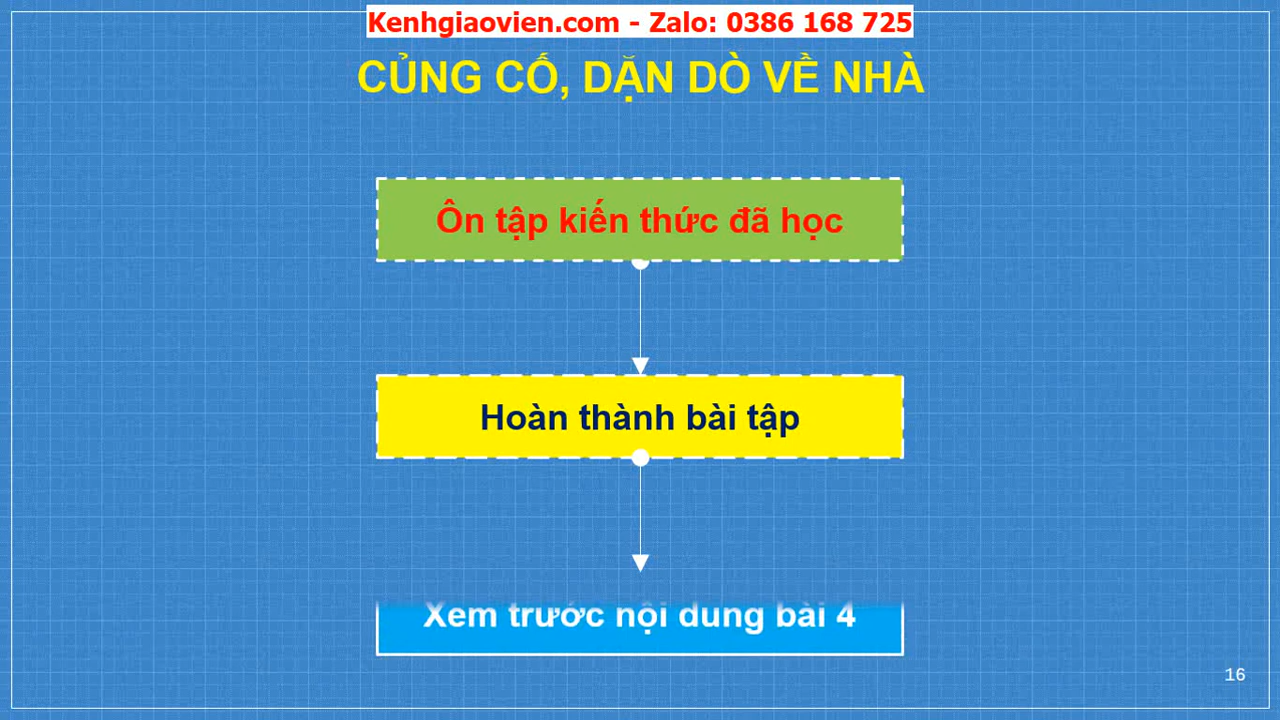 Kenhgiaovien.com - Zalo: 0386 168 725
CỦNG CỐ, DẶN DÒ VỀ NHÀ
Ôn tập kiến thức đã học
Hoàn thành bài tập
Xem trước nội dung bài 4
16